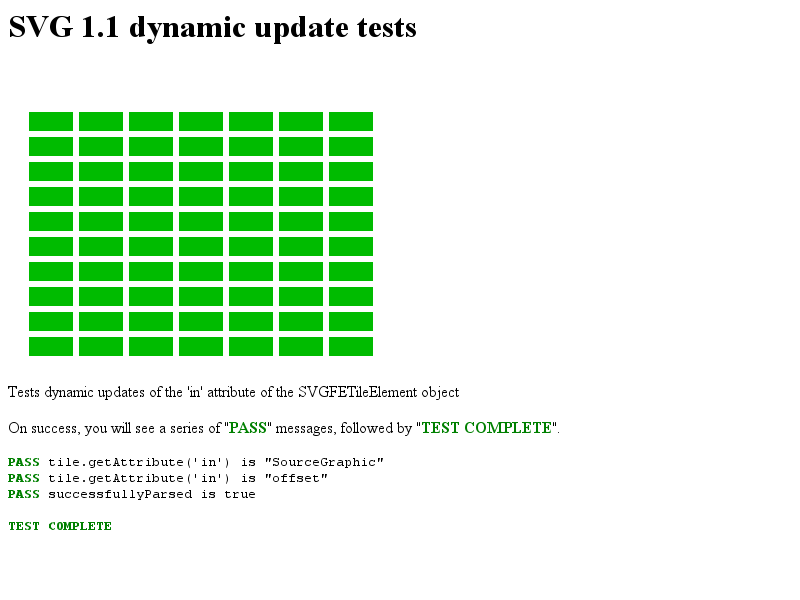 SVG 1.1 dynamic update tests
Tests dynamic updates of the 'in' attribute of the SVGFETileElement object
On success, you will see a series of "PASS" messages, followed by "TEST COMPLETE".
PASS tile.getAttribute('in') is "SourceGraphic"
PASS tile.getAttribute('in') is "offset"
PASS successfullyParsed is true
TEST COMPLETE